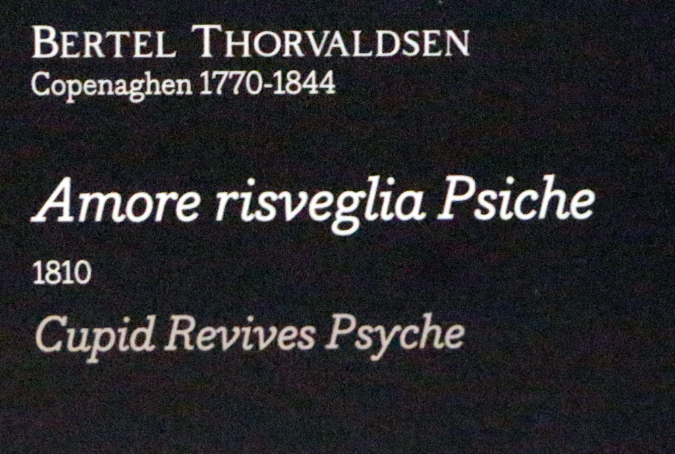 BERTEL THORVALDSEN
Copenaghen 1770-1844
Amore risveglia Psiche
1810
Cupid Revives Psyche